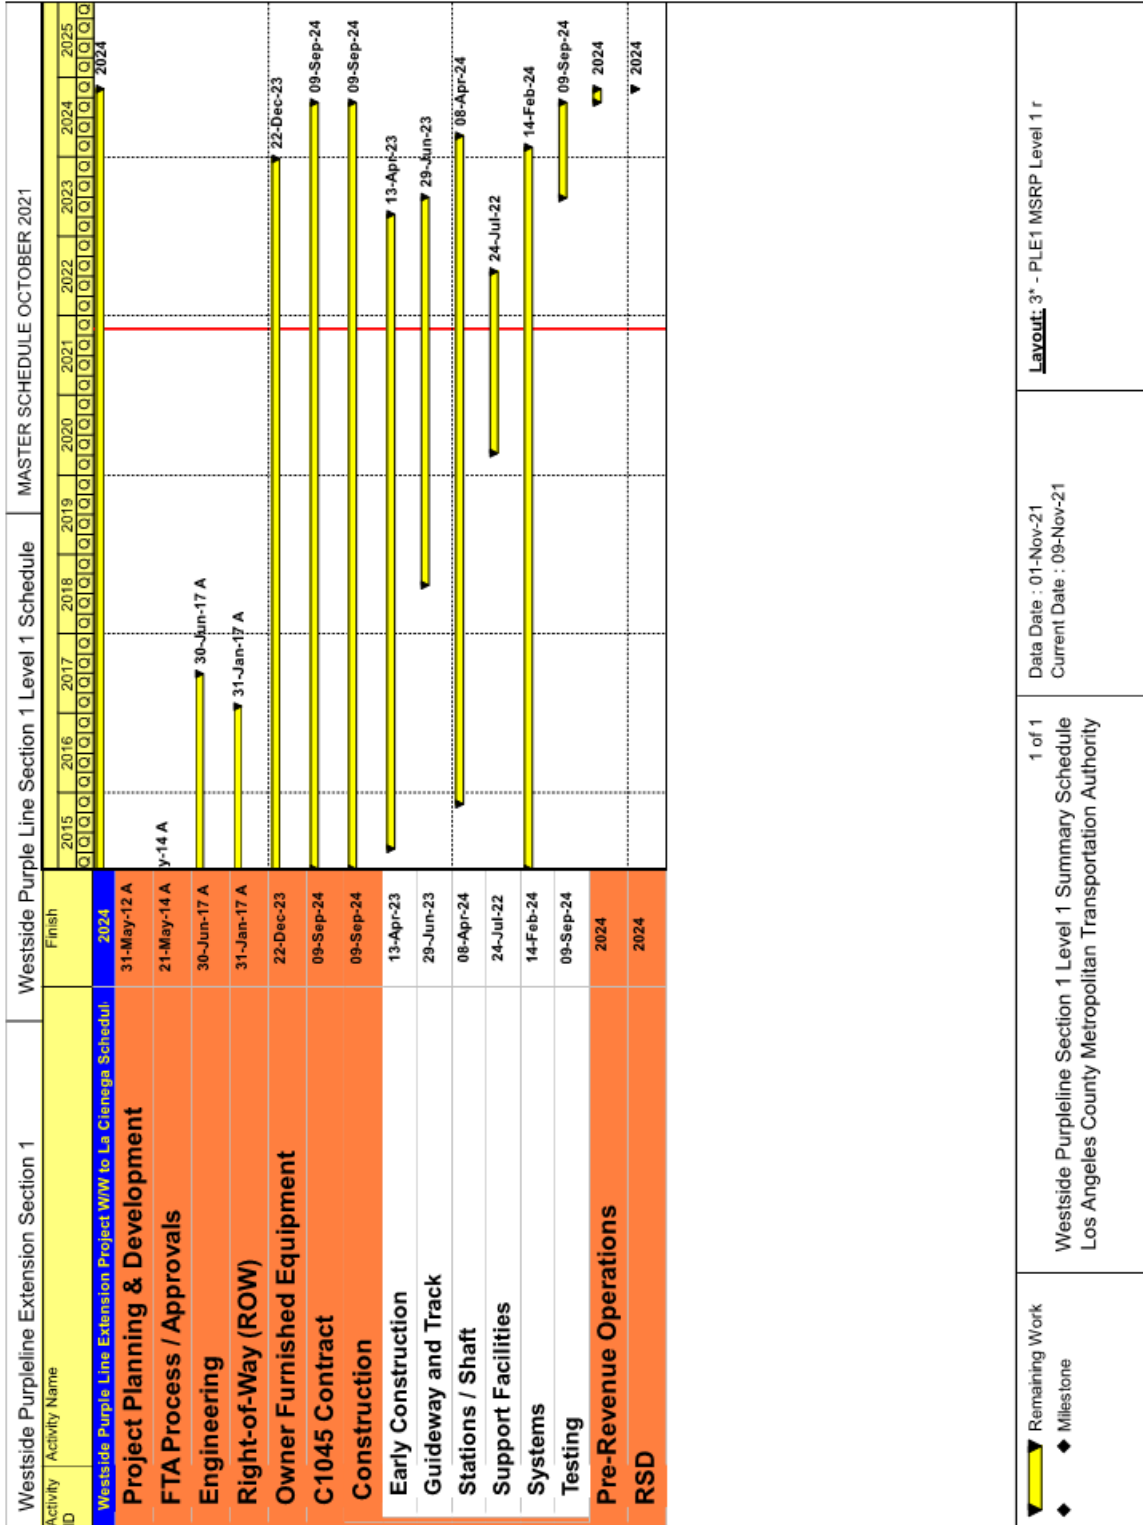 Westside Purpleline Extension Section 1
Westside Purple Line Section 1 Level 1 Schedule
MASTER SCHEDULE OCTOBER 2021
Activity ID
Activity Name
Finish
2015 2016 2017 2018 2019 2020 2021 2022 2023 2024 2025
Q Q Q Q Q Q Q Q Q Q Q Q Q Q Q Q Q Q Q Q Q Q Q Q Q Q Q Q Q Q Q Q Q Q Q Q Q Q Q Q Q Q Q Q
Westside Purple Line Extension Project W/W to La Cienega Schedul 2024 2024
Project Planning & Development 31-May-12 A
FTA Process / Approvals 21-May-14 A y-14 A
Engineering 30-Jun-17 A 30-Jun-17 A
Right-of-Way (ROW) 31-Jan-17 A 31-Jan-17 A
Owner Furnished Equipment 22-Dec-23 22-Dec-23
C1045 Contract 09-Sep-24 09-Sep-24
Construction 09-Sep-24 09-Sep-24
Early Construction 13-Apr-23 13-Apr-23
Guideway and Track 29-Jun-23 29-Jun-23
Stations / Shaft 08-Apr-24 08-Apr-24
Support Facilities 24-Jul-22 24-Jul-22
Systems 14-Feb-24 14-Feb-24
Testing 09-Sep-24 09-Sep-24
Pre-Revenue Operations 2024 2024
RSD 2024 2024
Remaining Work
Milestone
1 of 1
Westside Purpleline Section 1 Level 1 Summary Schedule
Los Angeles County Metropolitan Transportation Authority
Data Date : 01-Nov-21
Current Date : 09-Nov-21
Layout: 3* - PLE1 MSRP Level 1 r